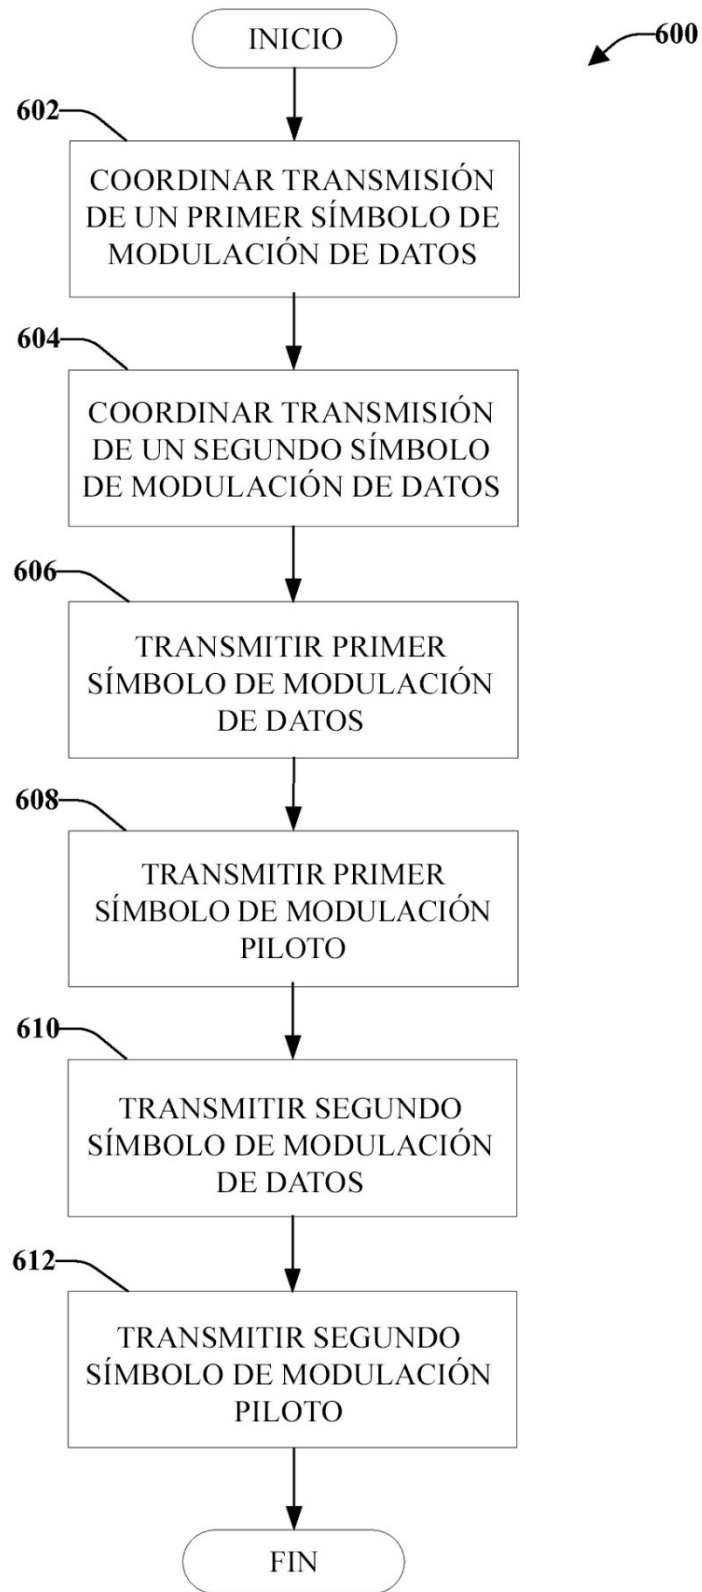 INICIO
600
602
COORDINAR TRANSMISIÓN
DE UN PRIMER SÍMBOLO DE
MODULACIÓN DE DATOS
604
COORDINAR TRANSMISIÓN
DE UN SEGUNDO SÍMBOLO
DE MODULACIÓN DE DATOS
606
TRANSMITIR PRIMER
SÍMBOLO DE MODULACIÓN
DE DATOS
608
TRANSMITIR PRIMER
SÍMBOLO DE MODULACIÓN
PILOTO
610
TRANSMITIR SEGUNDO
SÍMBOLO DE MODULACIÓN
DE DATOS
612
TRANSMITIR SEGUNDO
SÍMBOLO DE MODULACIÓN
PILOTO
FIN